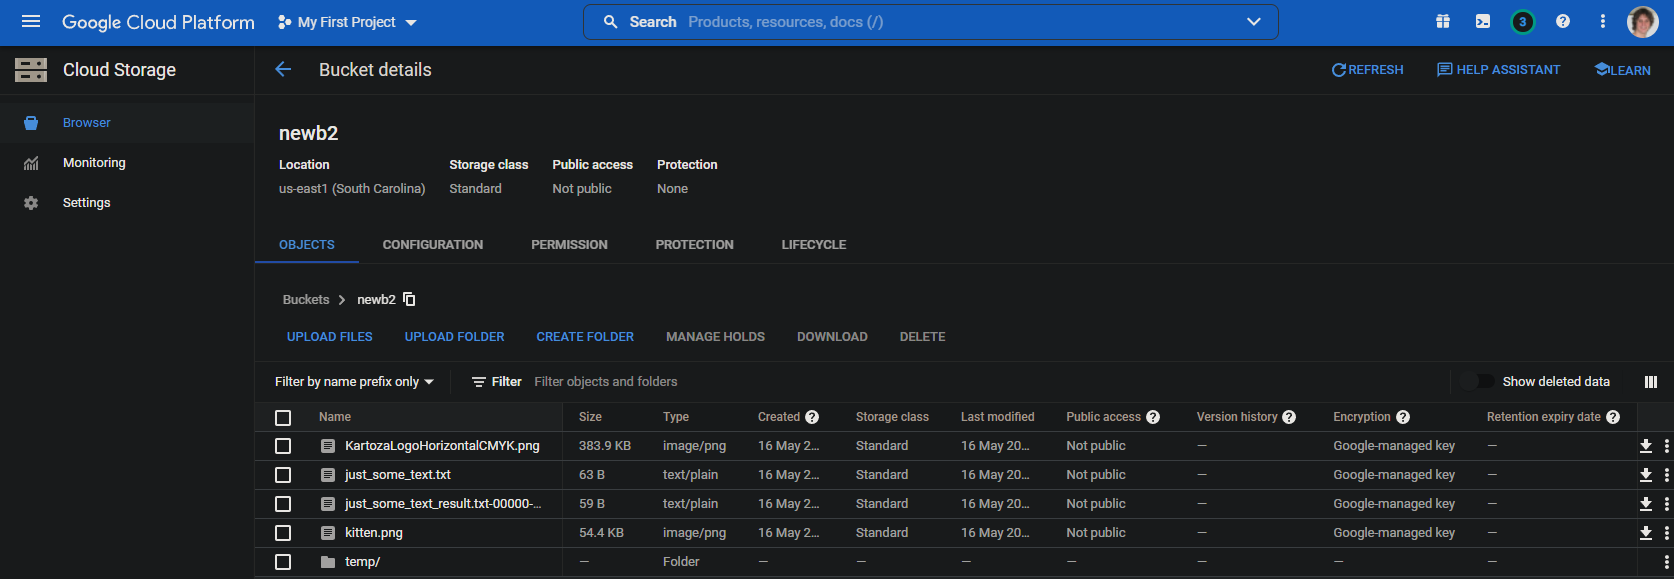 Google Cloud Platform My First Project Search Products, resources, docs (/) 3 ?
Cloud Storage Bucket details REFRESH HELP ASSISTANT LEARN
Browser
Monitoring
Settings
newb2
Location Storage class Public access Protection
us-east1 (South Carolina) Standard Not public None
OBJECTS CONFIGURATION PERMISSION PROTECTION LIFECYCLE
Buckets > newb2
UPLOAD FILES UPLOAD FOLDER CREATE FOLDER MANAGE HOLDS DOWNLOAD DELETE
Filter by name prefix only Filter Filter objects and folders Show deleted data
Name Size Type Created ? Storage class Last modified Public access ? Version history ? Encryption ? Retention expiry date ?
KartozaLogoHorizontalCMYK.png 383.9 KB image/png 16 May 2... Standard 16 May 20... Not public — Google-managed key —
just_some_text.txt 63 B text/plain 16 May 2... Standard 16 May 20... Not public — Google-managed key —
just_some_text_result.txt-00000-... 59 B text/plain 16 May 2... Standard 16 May 20... Not public — Google-managed key —
kitten.png 54.4 KB image/png 16 May 2... Standard 16 May 20... Not public — Google-managed key —
temp/ — Folder — — — — — — —